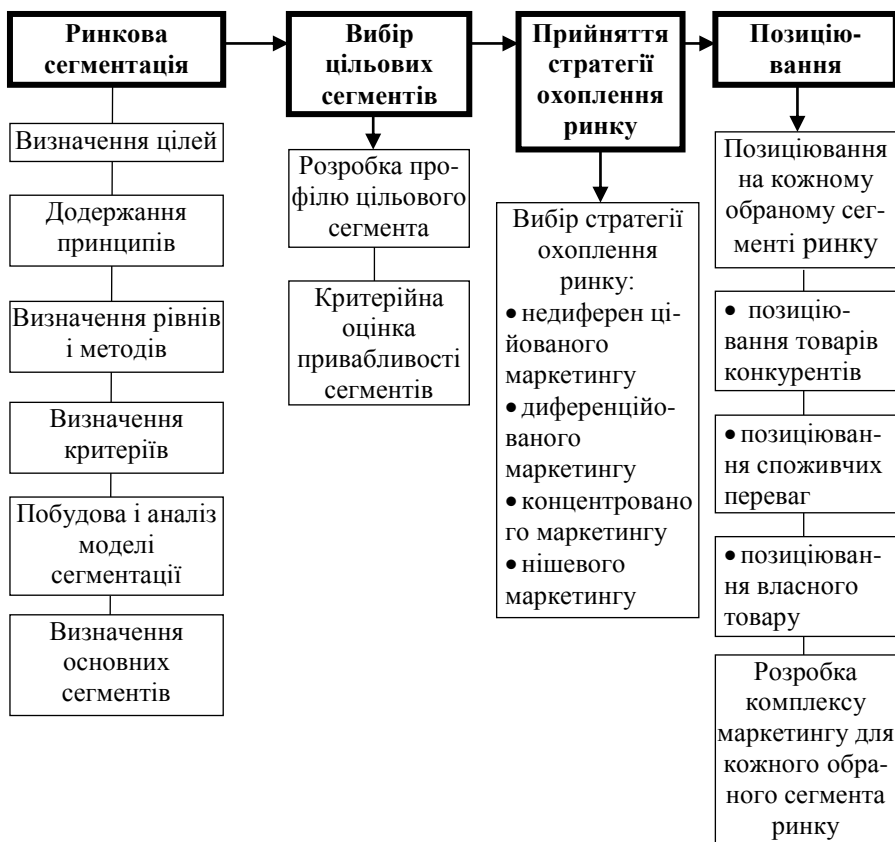 Ринкова
сегментація
Визначення цілей
Додержання
принципів
Визначення рівнів
і методів
Визначення
критеріїв
Побудова і аналіз
моделі
сегментації
Визначення
основних
сегментів
Вибір
цільових
сегментів
Розробка про-
філю цільового
сегмента
Критерійна
оцінка
привабливості
сегментів
Прийняття
стратегії
охоплення
ринку
Вибір стратегії
охоплення
ринку:
• недиферен ці-
йованого
маркетингу
• диференційо-
ваного
маркетингу
• концентровано
го маркетингу
• нішевого
маркетингу
Позицію-
вання
Позиціювання
на кожному
обраному сег-
менті ринку
• позицію-
вання товарів
конкурентів
• позиціюван-
ня споживчих
переваг
• позиціюван-
ня власного
товару
Розробка
комплексу
маркетингу для
кожного обра-
ного сегмента
ринку